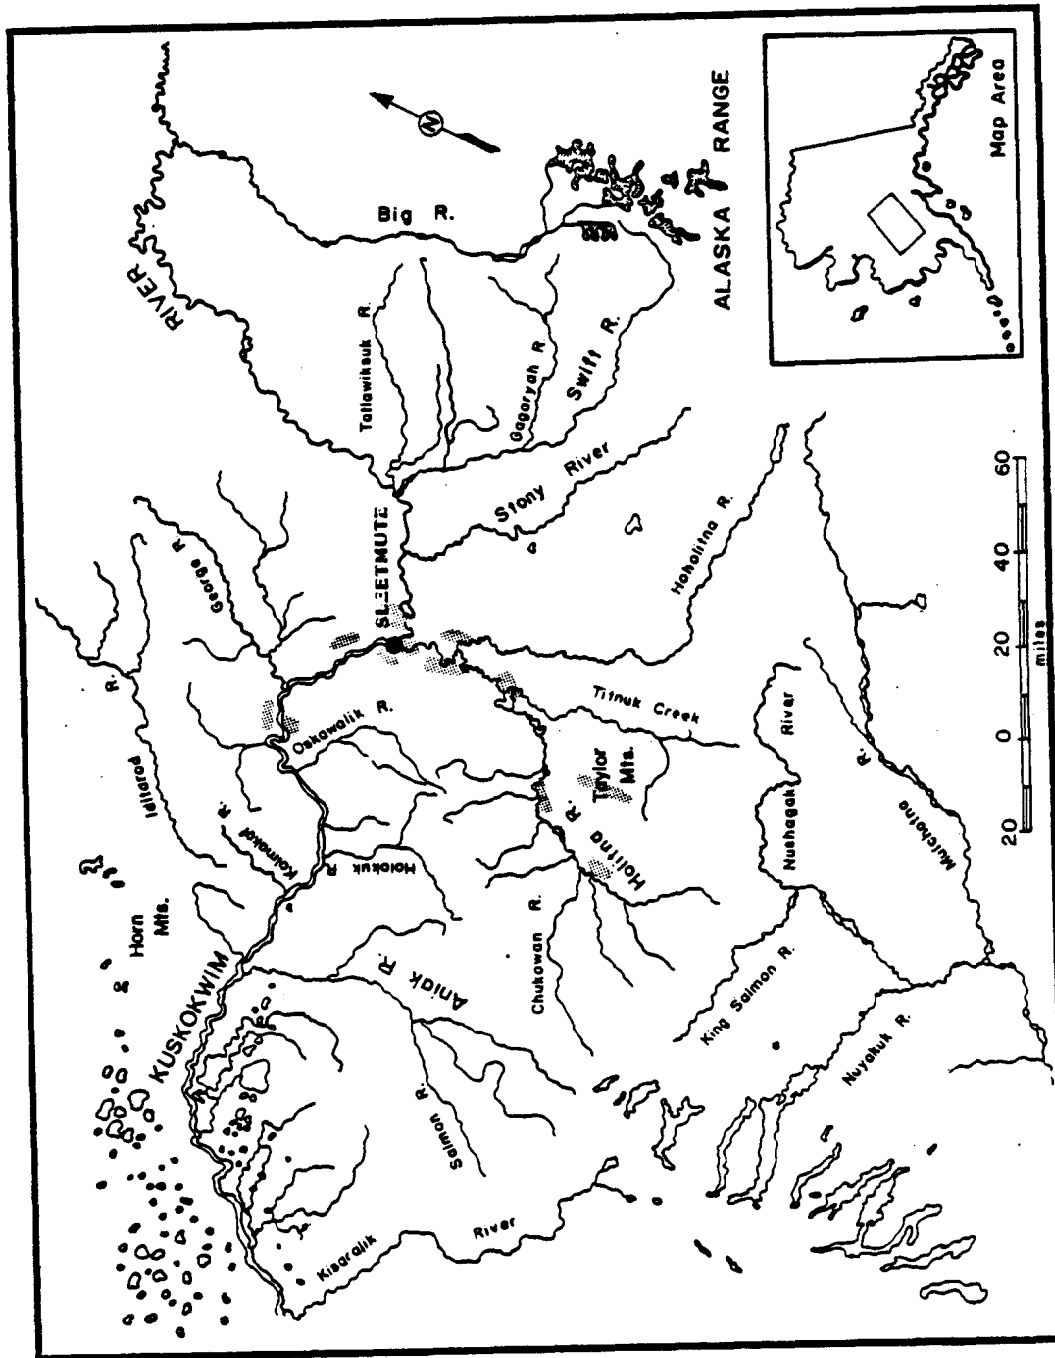 KUSKOKWIM
RIVER
Big R.
N
ALASKA RANGE
Map Area
Tatlawiksuk R.
Gagaryah R.
Swift R.
Stony River
SLEETMUTE
George R.
Iditarod R.
Horn
Mts.
Kolmakof R.
Oskawalik R.
Holokuk R.
Aniak R.
Salmon R.
Kisaralik River
Hoholitna R.
Titnuk Creek
Taylor
Mts.
Holitna R.
Chukowan R.
Nushagak River
King Salmon R.
Mulchatna R.
Nuyakuk R.
20 0 20 40 60
miles